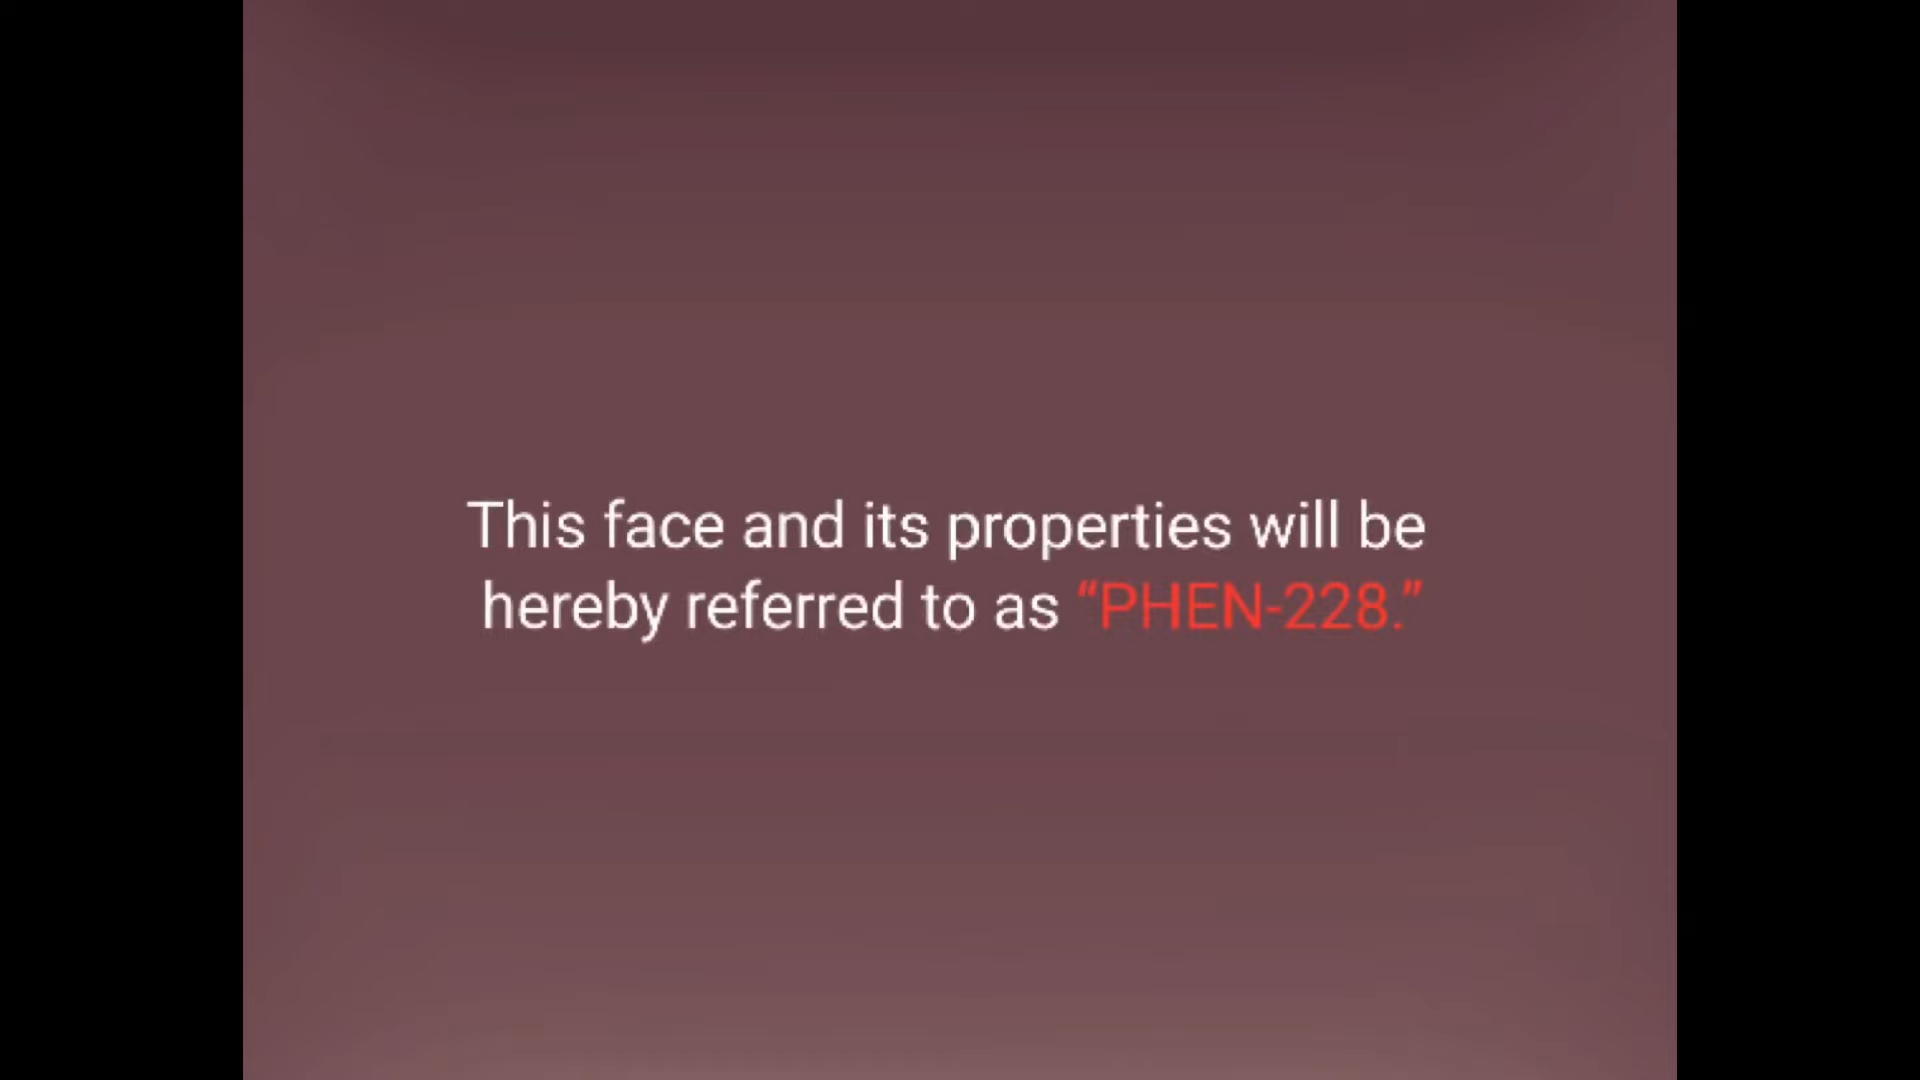 This face and its properties will be
hereby referred to as “PHEN-228.”